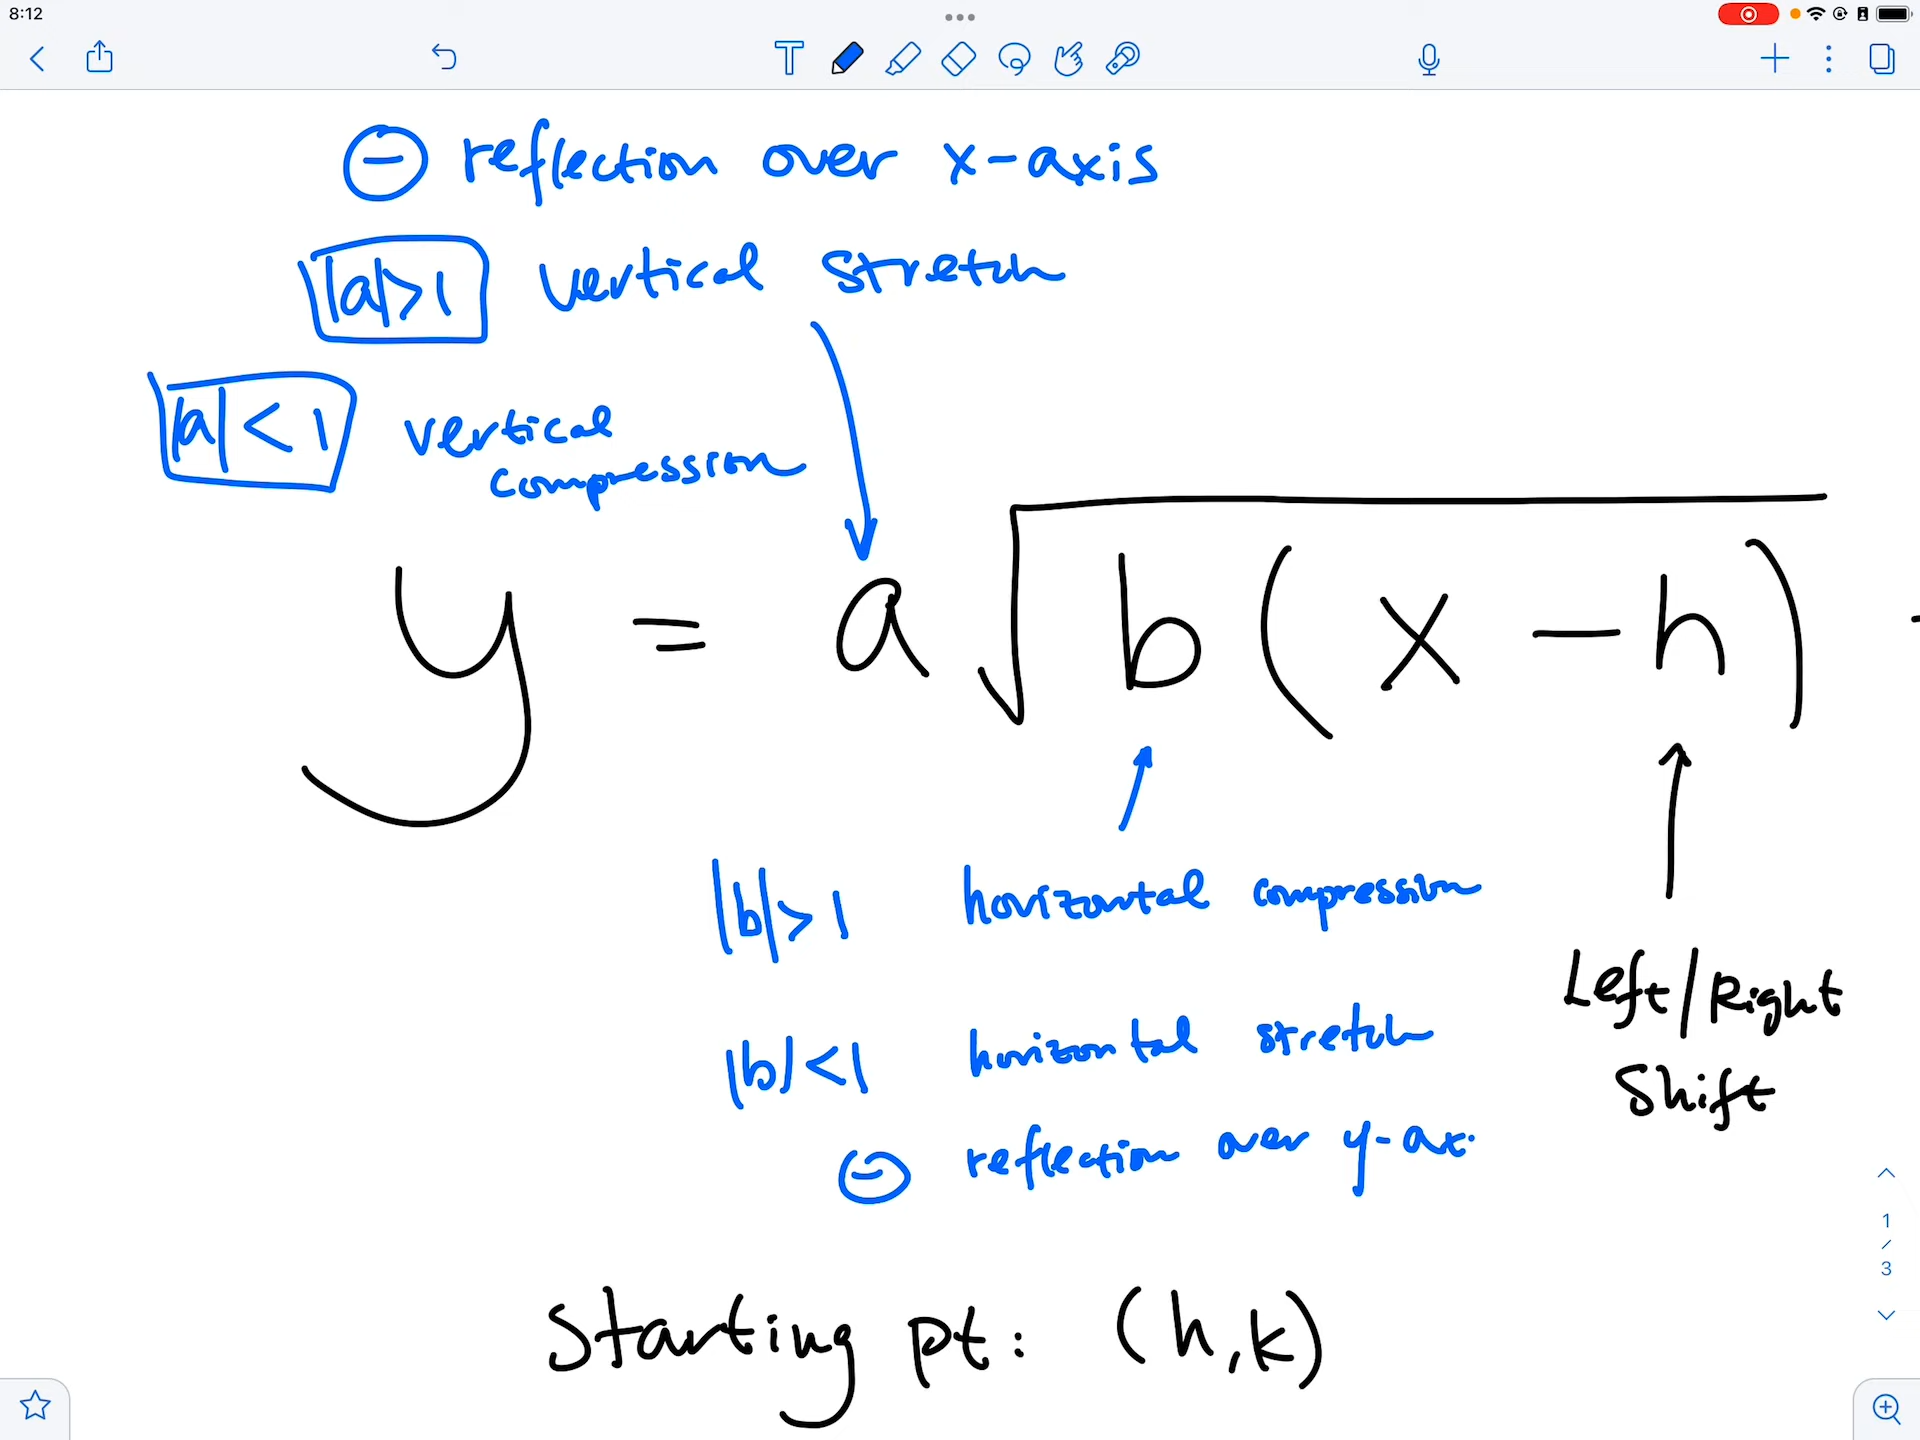 8:12
⊖ reflection over x-axis
|a|>1 vertical stretch
|a| < 1 vertical
compression
y = a√b(x-h)
|b|>1 horizontal compression
|b|<1 horizontal stretch
⊖ reflection over y-ax
Left/Right
Shift
Starting pt: (h,k)
1
/
3